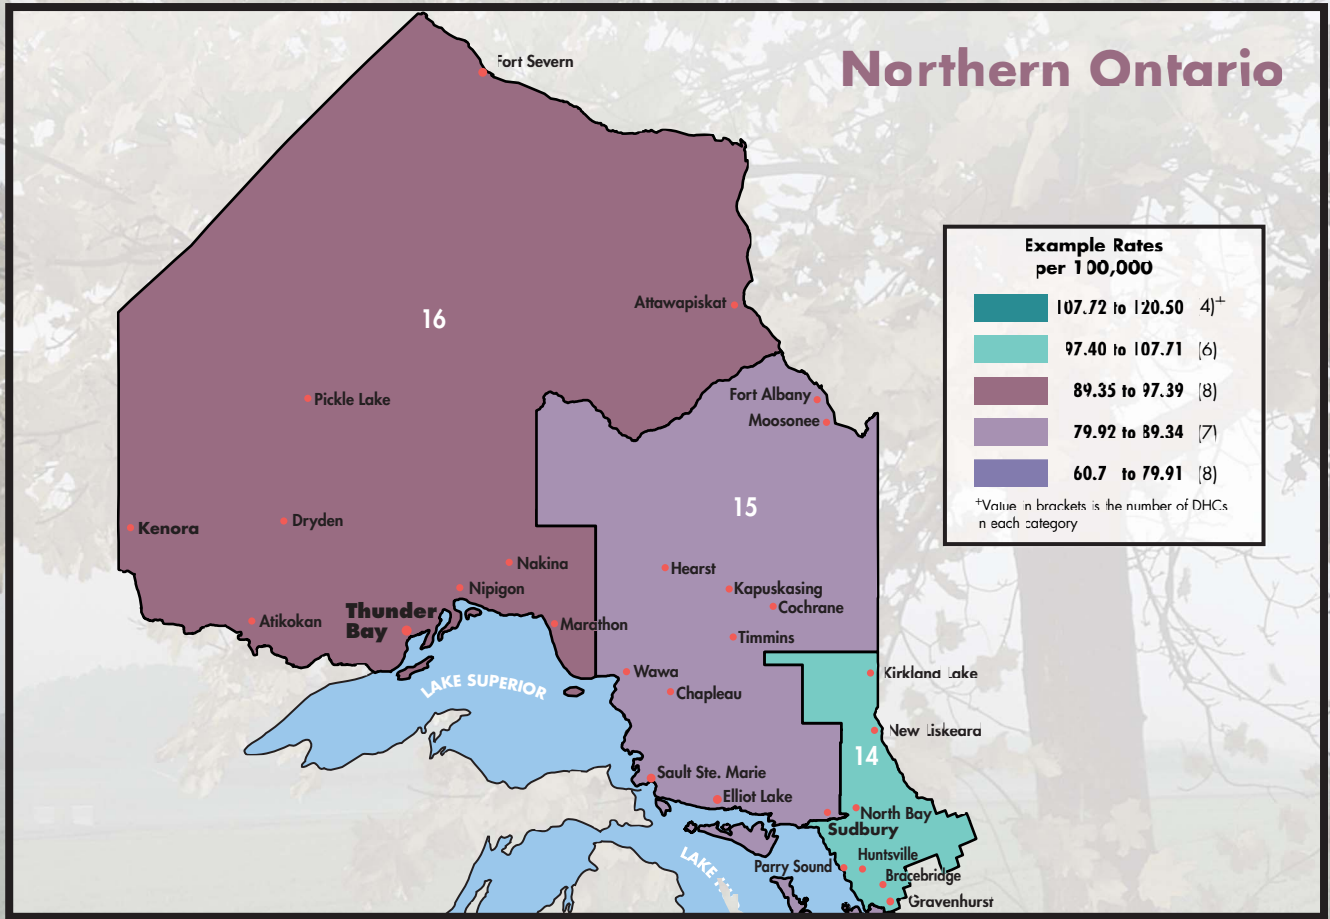 Northern Ontario
Fort Severn
Example Rates
per 100,000
107.72 to 120.50 4)+
97.40 to 107.71 (6)
89.35 to 97.39 (8)
79.92 to 89.34 (7)
60.7 to 79.91 (8)
+Value in brackets is the number of DHCs
n each category
Attawapiskat
16
Pickle Lake
Fort Albany
Moosonee
15
Kenora
Dryden
Nakina
Hearst
Nipigon
Kapuskasing
Cochrane
Atikokan
Thunder
Bay
Marathon
Timmins
Wawa
Kirklana Lake
LAKE SUPERIOR
Chapleau
New Liskeara
14
Sault Ste. Marie
Elliot Lake
North Bay
Sudbury
Huntsville
Parry Sound
LAKE
Bracebridge
Gravenhurst